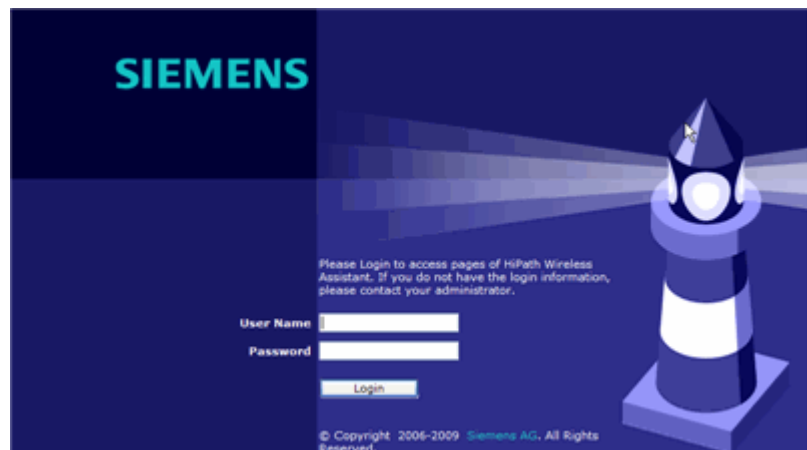 SIEMENS
Please Login to access pages of HiPath Wireless
Assistant. If you do not have the login information,
please contact your administrator.
User Name
Password
Login
© Copyright 2006-2009 Siemens AG. All Rights
Reserved